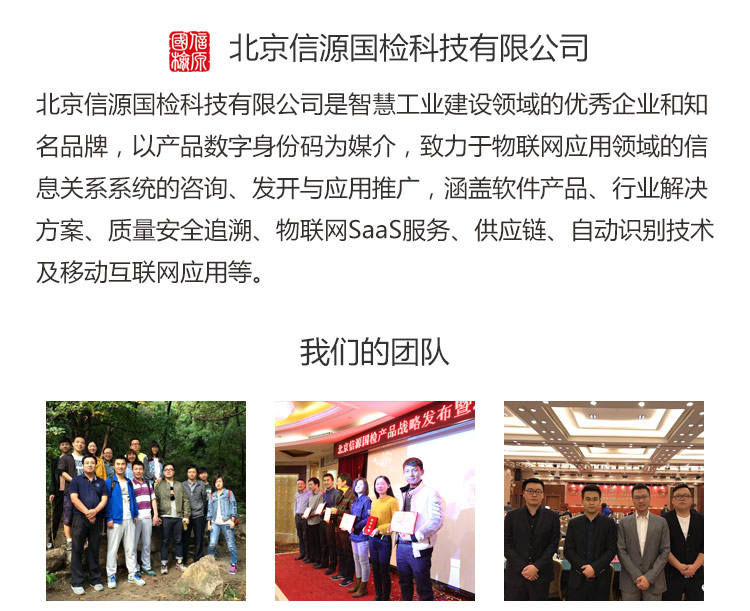 信源國檢
北京信源国检科技有限公司
北京信源国检科技有限公司是智慧工业建设领域的优秀企业和知
名品牌，以产品数字身份码为媒介，致力于物联网应用领域的信
息关系系统的咨询、发开与应用推广，涵盖软件产品、行业解决
方案、质量安全追溯、物联网SaaS服务、供应链、自动识别技术
及移动互联网应用等。
我们的团队
北京信源国检产品战略发布暨